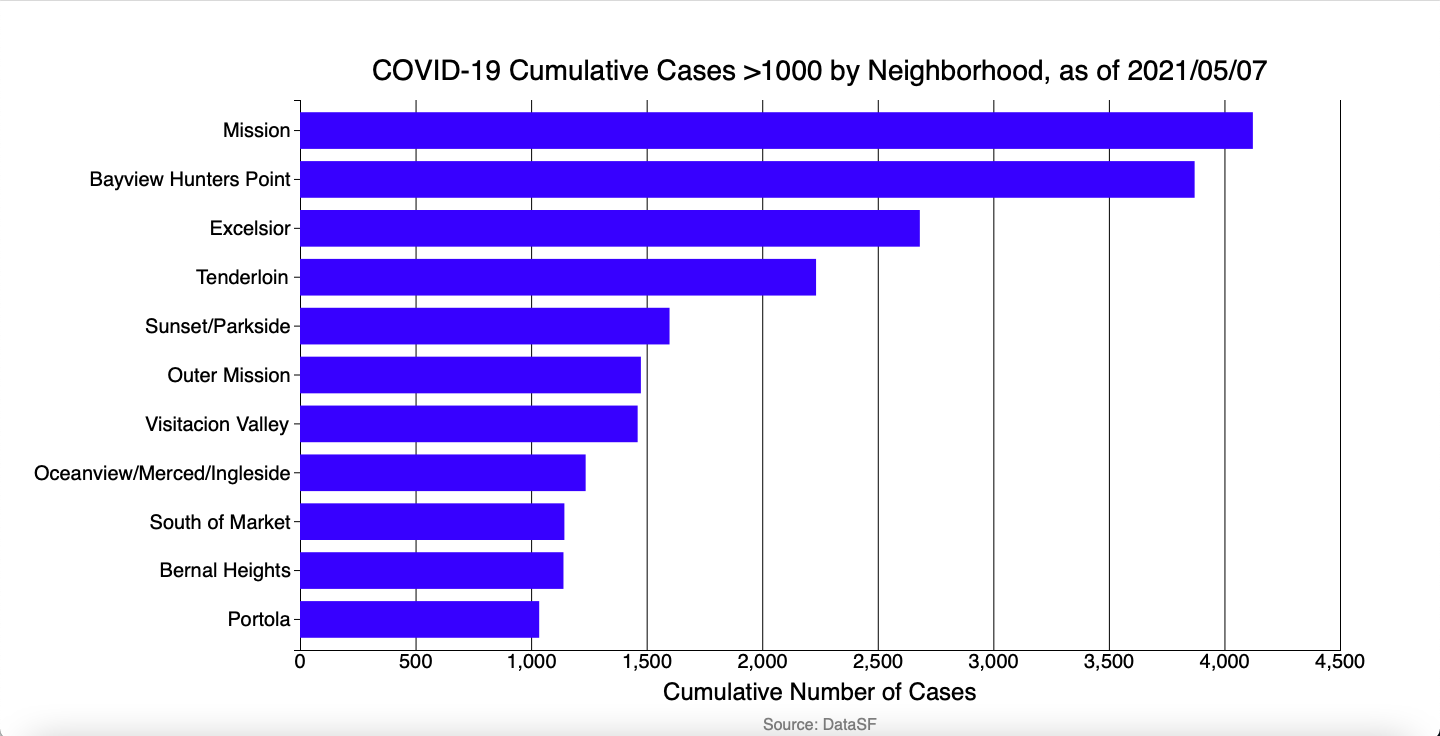 COVID-19 Cumulative Cases >1000 by Neighborhood, as of 2021/05/07
Mission
Bayview Hunters Point
Excelsior
Tenderloin
Sunset/Parkside
Outer Mission
Visitacion Valley
Oceanview/Merced/Ingleside
South of Market
Bernal Heights
Portola
0 500 1,000 1,500 2,000 2,500 3,000 3,500 4,000 4,500
Cumulative Number of Cases
Source: DataSF